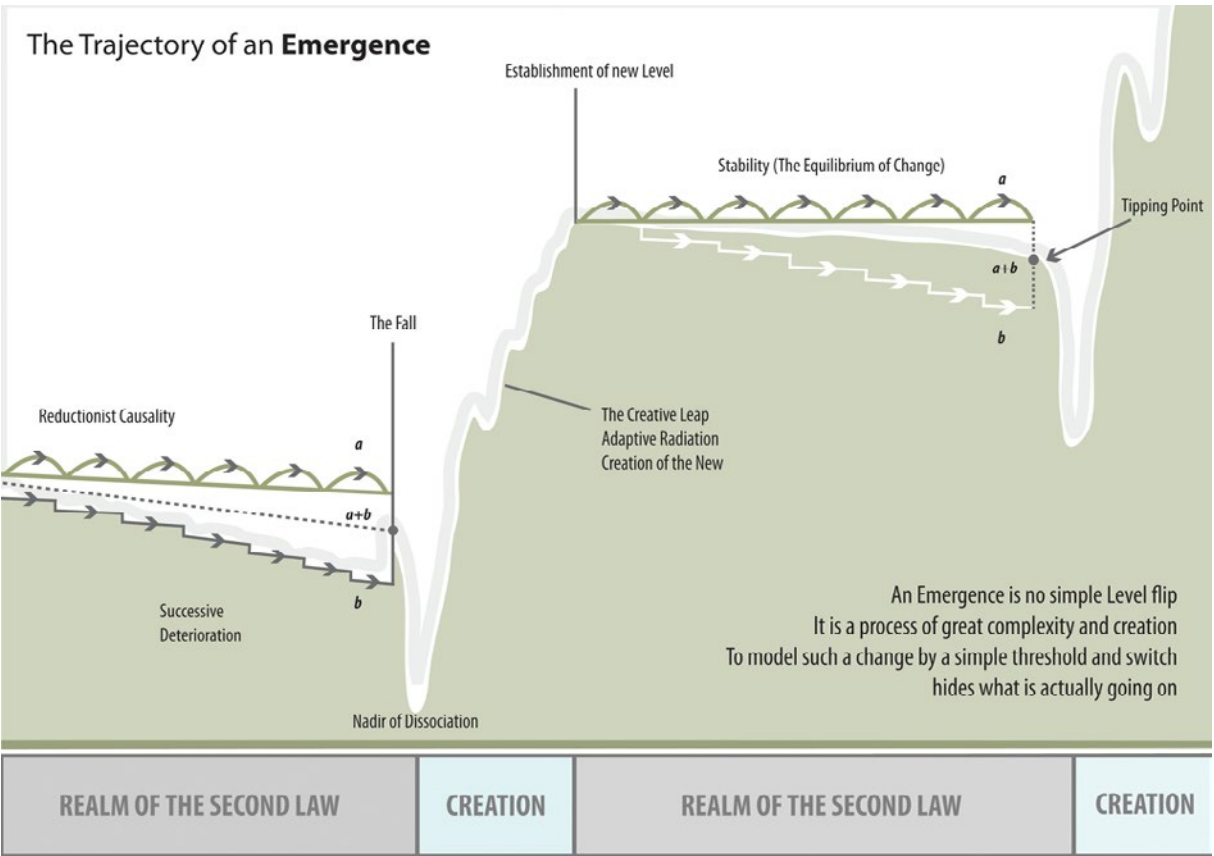 The Trajectory of an Emergence
Establishment of new Level
Stability (The Equilibrium of Change)
a
Tipping Point
a+b
b
The Fall
Reductionist Causality
a
The Creative Leap
Adaptive Radiation
Creation of the New
a+b
b
Successive
Deterioration
An Emergence is no simple Level flip
It is a process of great complexity and creation
To model such a change by a simple threshold and switch
hides what is actually going on
Nadir of Dissociation
REALM OF THE SECOND LAW
CREATION
REALM OF THE SECOND LAW
CREATION